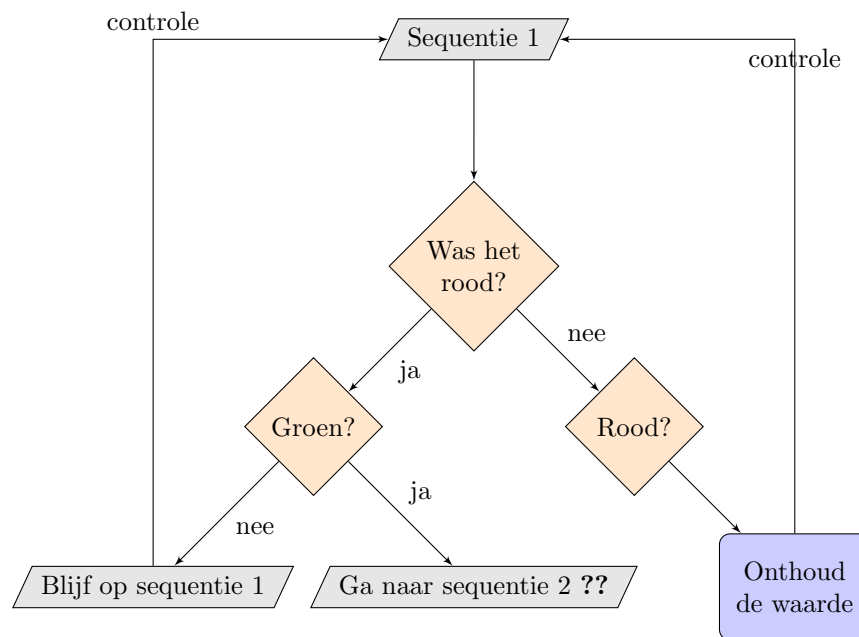 controle
Sequentie 1
controle
Was het
rood?
nee
ja
Groen?
Rood?
ja
nee
Blijf op sequentie 1
Ga naar sequentie 2 ??
Onthoud
de waarde